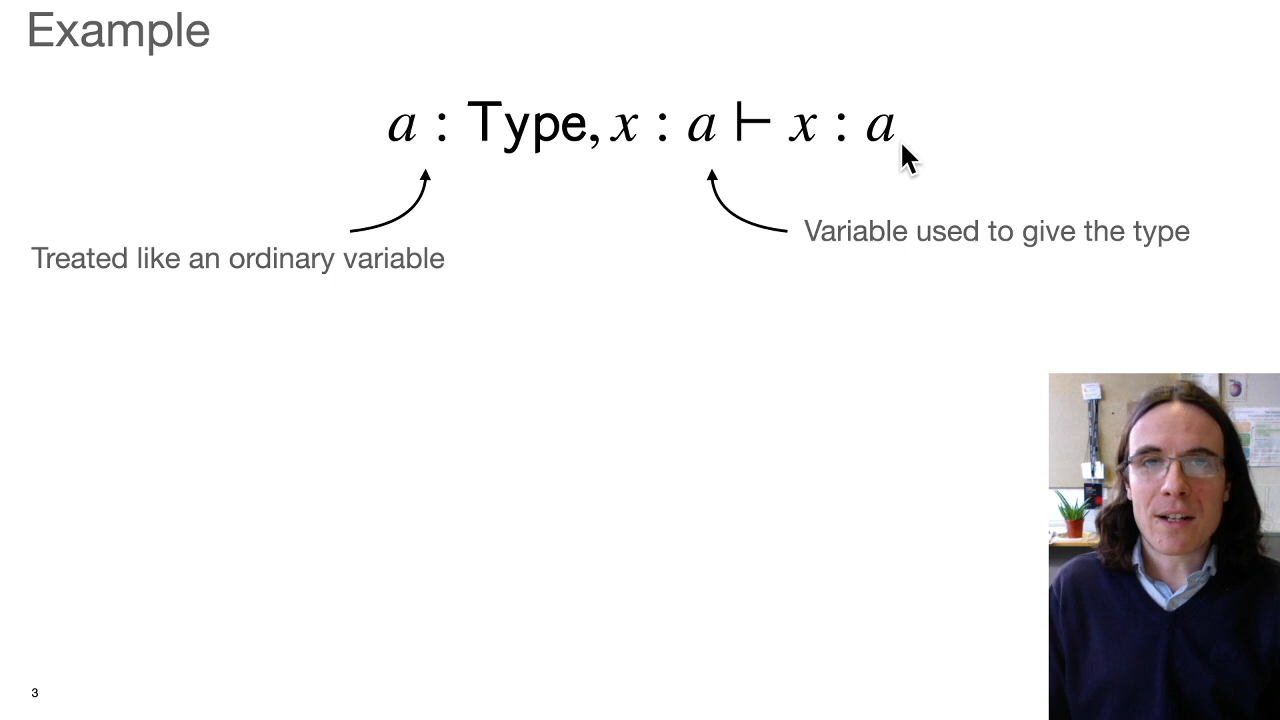 Example
a : Type, x : a ⊢ x : a
Variable used to give the type
Treated like an ordinary variable
3